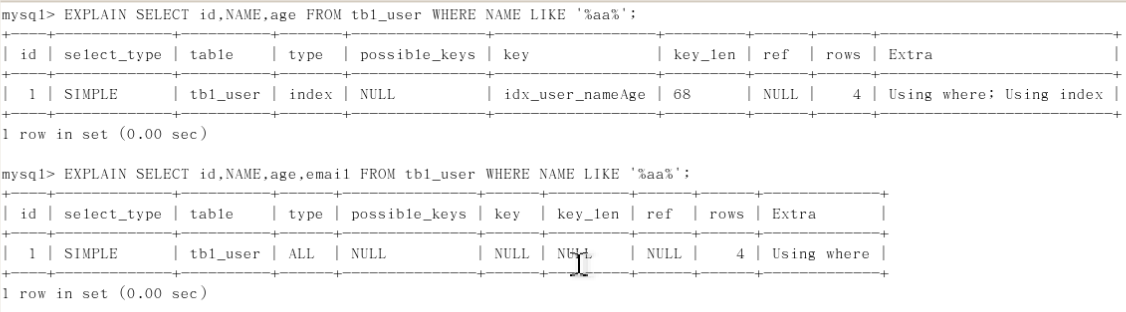 mysql> EXPLAIN SELECT id,NAME,age FROM tbl_user WHERE NAME LIKE '%aa%';
+----+-------------+----------+-------+---------------+------------------+---------+------+------+--------------------------+
| id | select_type | table    | type  | possible_keys | key              | key_len | ref  | rows | Extra                    |
+----+-------------+----------+-------+---------------+------------------+---------+------+------+--------------------------+
|  1 | SIMPLE      | tbl_user | index | NULL          | idx_user_nameAge | 68      | NULL |    4 | Using where; Using index |
+----+-------------+----------+-------+---------------+------------------+---------+------+------+--------------------------+
1 row in set (0.00 sec)
mysql> EXPLAIN SELECT id,NAME,age,email FROM tbl_user WHERE NAME LIKE '%aa%';
+----+-------------+----------+------+---------------+------+---------+------+------+-------------+
| id | select_type | table    | type | possible_keys | key  | key_len | ref  | rows | Extra       |
+----+-------------+----------+------+---------------+------+---------+------+------+-------------+
|  1 | SIMPLE      | tbl_user | ALL  | NULL          | NULL | NULL    | NULL |    4 | Using where |
+----+-------------+----------+------+---------------+------+---------+------+------+-------------+
1 row in set (0.00 sec)